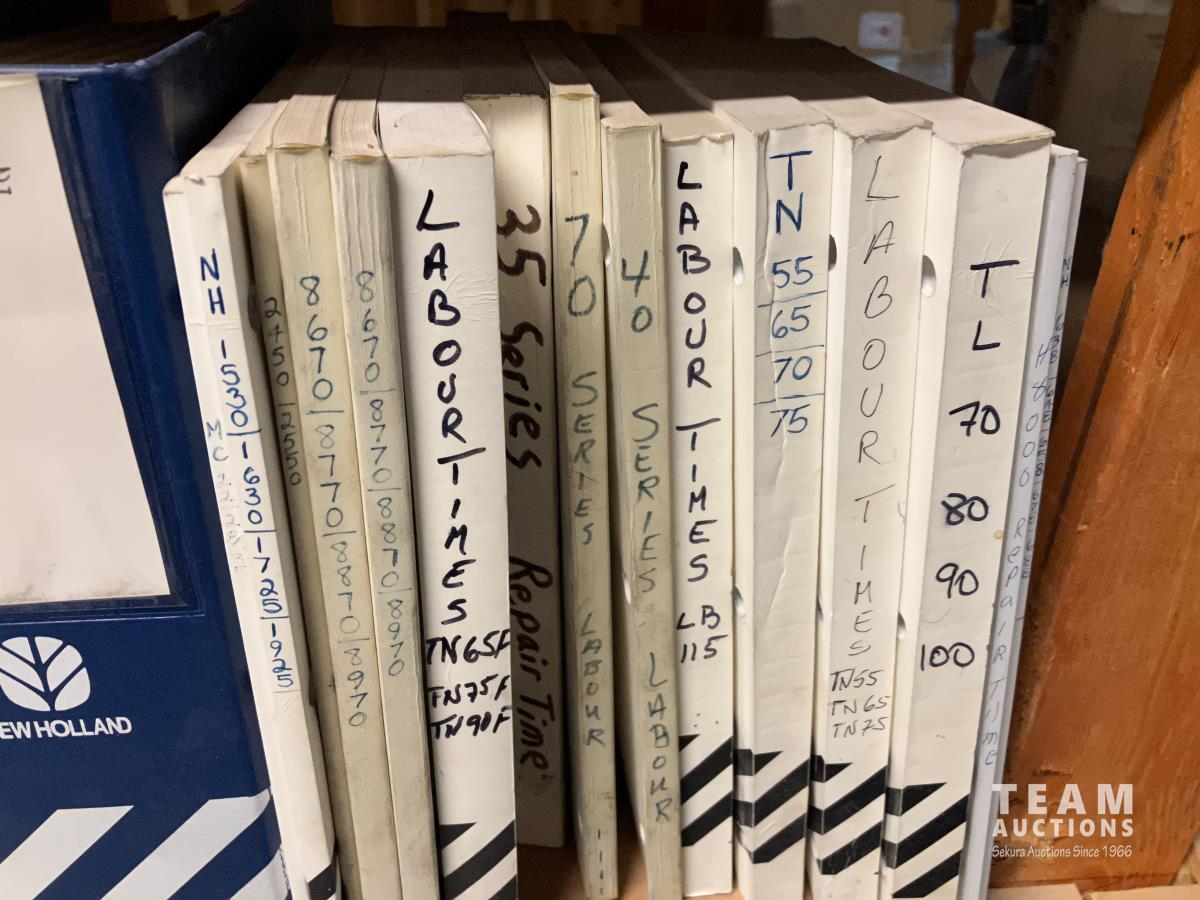 NEW HOLLAND
NH 1530/1630/1725/1925
MC
2450/2550
8670/8770/8870/8970
8670/8770/8870/8970
LABOUR TIMES
TN65F
TN75F
TN90F
35 Series Repair Time
70 SERIES LABOUR
40 SERIES LABOUR
LABOUR TIMES
LB
115
TN
55
65
70
75
LABOUR TIMES
TN55
TN65
TN75
TL
70
80
90
100
H8000 RepaiR TIME
NH
TEAM
AUCTIONS
Sekura Auctions Since 1966